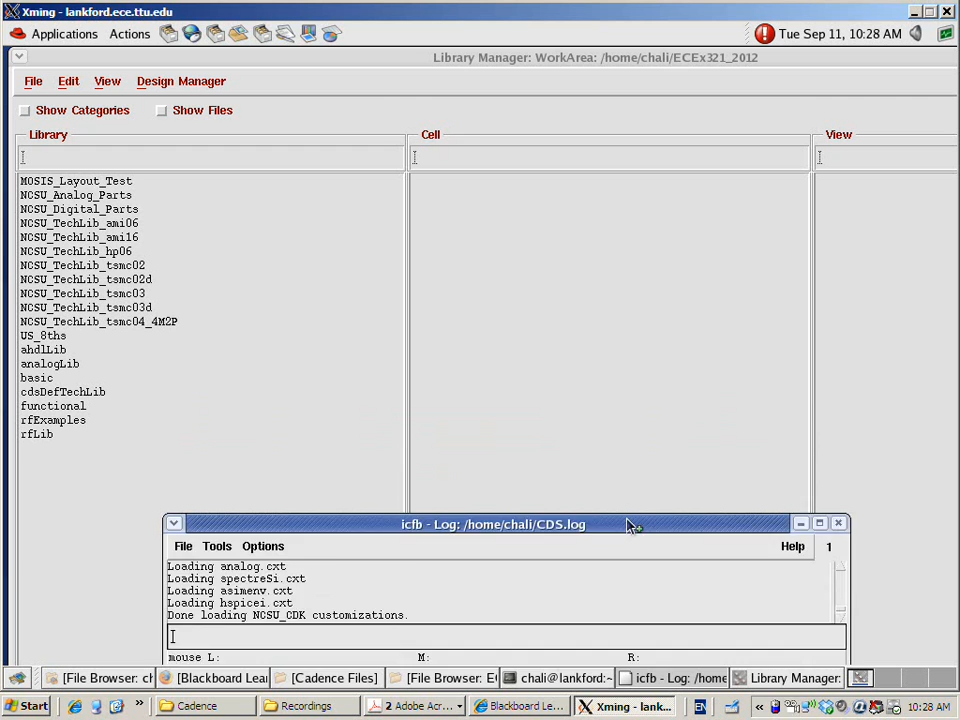 Xming - lankford.ece.ttu.edu
Applications Actions Tue Sep 11, 10:28 AM
Library Manager: WorkArea: /home/chali/ECEx321_2012
File Edit View Design Manager
Show Categories Show Files
Library Cell View
MOSIS_Layout_Test
NCSU_Analog_Parts
NCSU_Digital_Parts
NCSU_TechLib_ami06
NCSU_TechLib_ami16
NCSU_TechLib_hp06
NCSU_TechLib_tsmc02
NCSU_TechLib_tsmc02d
NCSU_TechLib_tsmc03
NCSU_TechLib_tsmc03d
NCSU_TechLib_tsmc04_4M2P
US_8ths
ahdlLib
analogLib
basic
cdsDefTechLib
functional
rfExamples
rfLib
icfb - Log: /home/chali/CDS.log
File Tools Options Help 1
Loading analog.cxt
Loading spectreSi.cxt
Loading asimenv.cxt
Loading hspicei.cxt
Done loading NCSU_CDK customizations.
mouse L: M: R:
[File Browser: ch [Blackboard Lea [Cadence Files] [File Browser: E chali@lankford:~ icfb - Log: /home Library Manager:
Start » Cadence Recordings 2 Adobe Acr... Blackboard Le... Xming - lank... EN « 10:28 AM